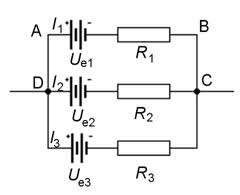 A I₁ + - B
Uₑ₁ R₁
D I₂ + - C
Uₑ₂ R₂
I₃ + -
Uₑ₃ R₃